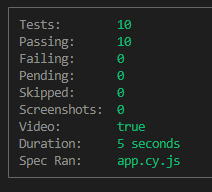 Tests: 10
Passing: 10
Failing: 0
Pending: 0
Skipped: 0
Screenshots: 0
Video: true
Duration: 5 seconds
Spec Ran: app.cy.js